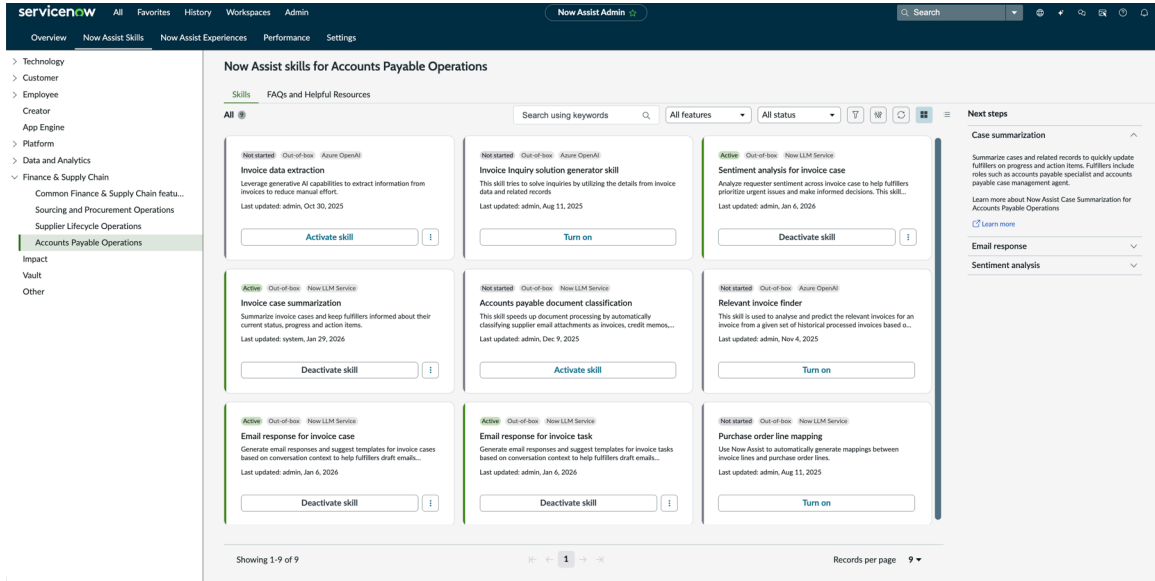 servicenow All Favorites History Workspaces Admin Now Assist Admin Search
Overview Now Assist Skills Now Assist Experiences Performance Settings
Technology
Customer
Employee
Creator
App Engine
Platform
Data and Analytics
Finance & Supply Chain
Common Finance & Supply Chain featu...
Sourcing and Procurement Operations
Supplier Lifecycle Operations
Accounts Payable Operations
Impact
Vault
Other
Now Assist skills for Accounts Payable Operations
Skills FAQs and Helpful Resources
All 9
Search using keywords All features All status
Not started Out-of-box Azure OpenAI
Invoice data extraction
Leverage generative AI capabilities to extract information from
invoices to reduce manual effort.
Last updated: admin, Oct 30, 2025
Activate skill
Not started Out-of-box Azure OpenAI
Invoice Inquiry solution generator skill
This skill tries to solve inquiries by utilizing the details from invoice
data and related records
Last updated: admin, Aug 11, 2025
Turn on
Active Out-of-box Now LLM Service
Sentiment analysis for invoice case
Analyze requester sentiment across invoice case to help fulfillers
prioritize urgent issues and make informed decisions. This skill...
Last updated: admin, Jan 6, 2026
Deactivate skill
Active Out-of-box Now LLM Service
Invoice case summarization
Summarize invoice cases and keep fulfillers informed about their
current status, progress and action items.
Last updated: system, Jan 29, 2026
Deactivate skill
Not started Out-of-box Now LLM Service
Accounts payable document classification
This skill speeds up document processing by automatically
classifying supplier email attachments as invoices, credit memos,...
Last updated: admin, Dec 9, 2025
Activate skill
Not started Out-of-box Azure OpenAI
Relevant invoice finder
This skill is used to analyse and predict the relevant invoices for an
invoice from a given set of historical processed invoices based o...
Last updated: admin, Nov 4, 2025
Turn on
Active Out-of-box Now LLM Service
Email response for invoice case
Generate email responses and suggest templates for invoice cases
based on conversation context to help fulfillers draft emails...
Last updated: admin, Jan 6, 2026
Deactivate skill
Active Out-of-box Now LLM Service
Email response for invoice task
Generate email responses and suggest templates for invoice tasks
based on conversation context to help fulfillers draft emails...
Last updated: admin, Jan 6, 2026
Deactivate skill
Not started Out-of-box Now LLM Service
Purchase order line mapping
Use Now Assist to automatically generate mappings between
invoice lines and purchase order lines.
Last updated: admin, Aug 11, 2025
Turn on
Showing 1-9 of 9 1 Records per page 9
Next steps
Case summarization
Summarize cases and related records to quickly update
fulfillers on progress and action items. Fulfillers include
roles such as accounts payable specialist and accounts
payable case management agent.
Learn more about Now Assist Case Summarization for
Accounts Payable Operations
Learn more
Email response
Sentiment analysis